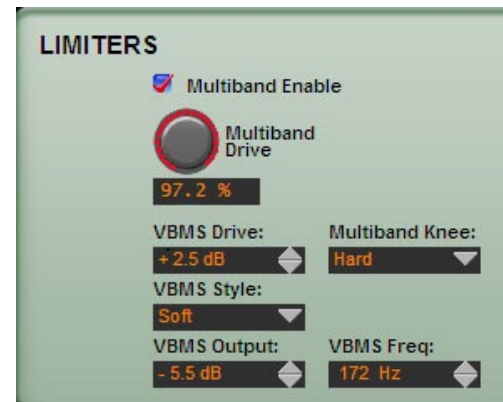 LIMITERS
Multiband Enable
Multiband
Drive
97.2 %
VBMS Drive:
Multiband Knee:
+ 2.5 dB
Hard
VBMS Style:
Soft
VBMS Output:
VBMS Freq:
- 5.5 dB
172 Hz